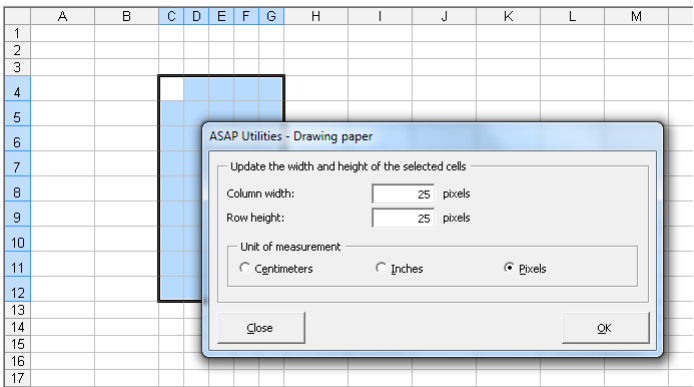 A B C D E F G H I J K L M
1
2
3
4
5
6
7
8
9
10
11
12
13
14
15
16
17
ASAP Utilities - Drawing paper
Update the width and height of the selected cells
Column width: 25 pixels
Row height: 25 pixels
Unit of measurement
Centimeters Inches Pixels
Close OK